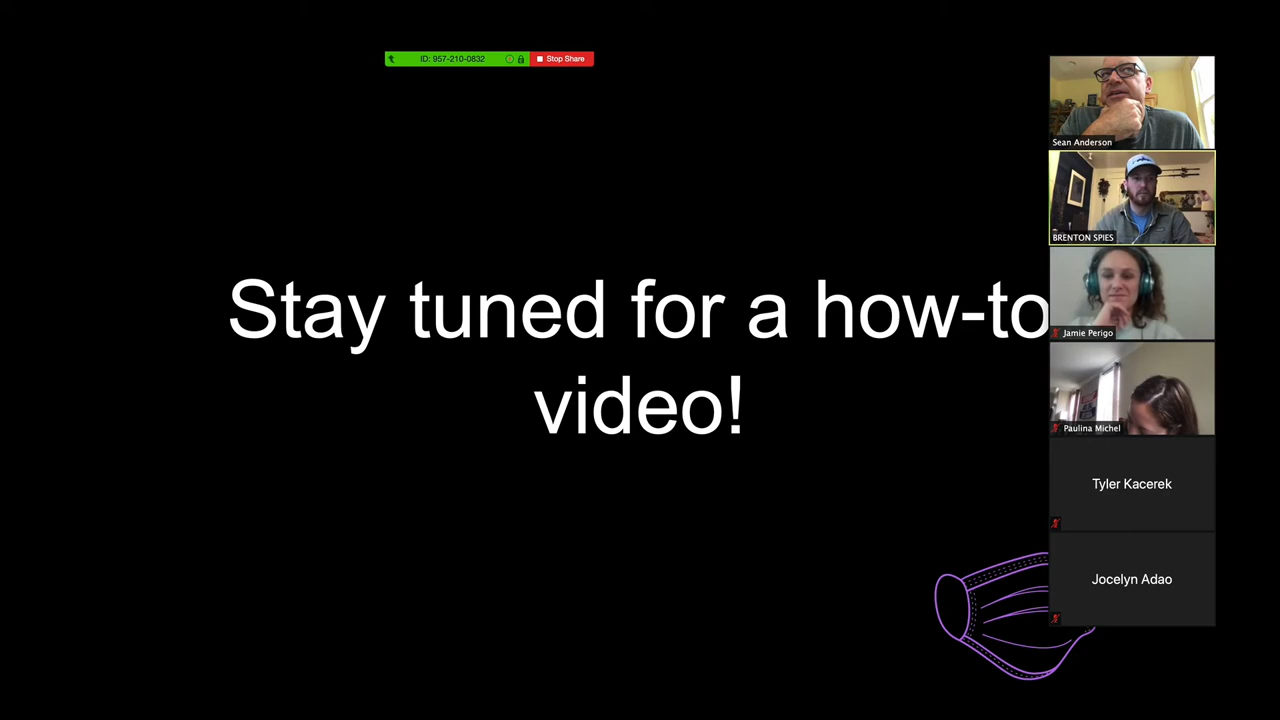 ID: 957-210-0832
Stop Share
Sean Anderson
BRENTON SPIES
Stay tuned for a how-to
video!
Jamie Perigo
Paulina Michel
Tyler Kacerek
Jocelyn Adao